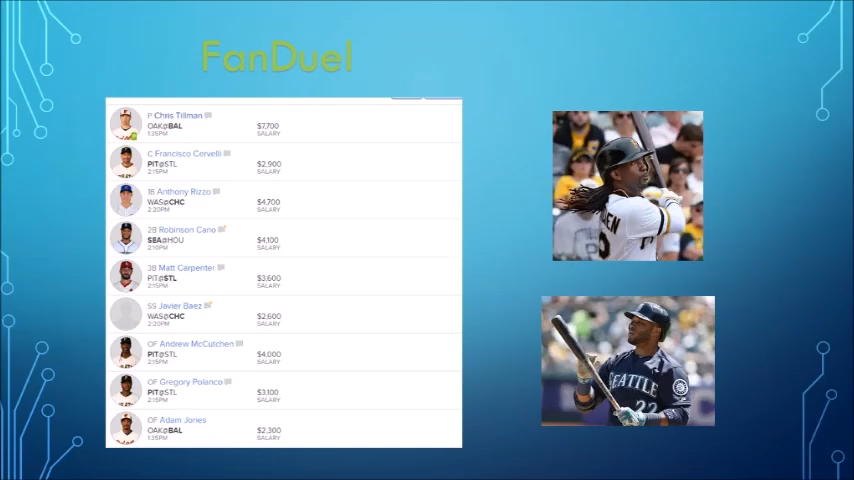 FanDuel
P Chris Tillman
OAK@BAL
1:35PM
$7,700
SALARY
C Francisco Cervelli
PIT@STL
2:15PM
$2,900
SALARY
1B Anthony Rizzo
WAS@CHC
2:20PM
$4,700
SALARY
2B Robinson Cano
SEA@HOU
2:10PM
$4,100
SALARY
3B Matt Carpenter
PIT@STL
2:15PM
$3,600
SALARY
SS Javier Baez
WAS@CHC
2:20PM
$2,600
SALARY
OF Andrew McCutchen
PIT@STL
2:15PM
$4,000
SALARY
OF Gregory Polanco
PIT@STL
2:15PM
$3,100
SALARY
OF Adam Jones
OAK@BAL
1:35PM
$2,300
SALARY
SEATTLE
22